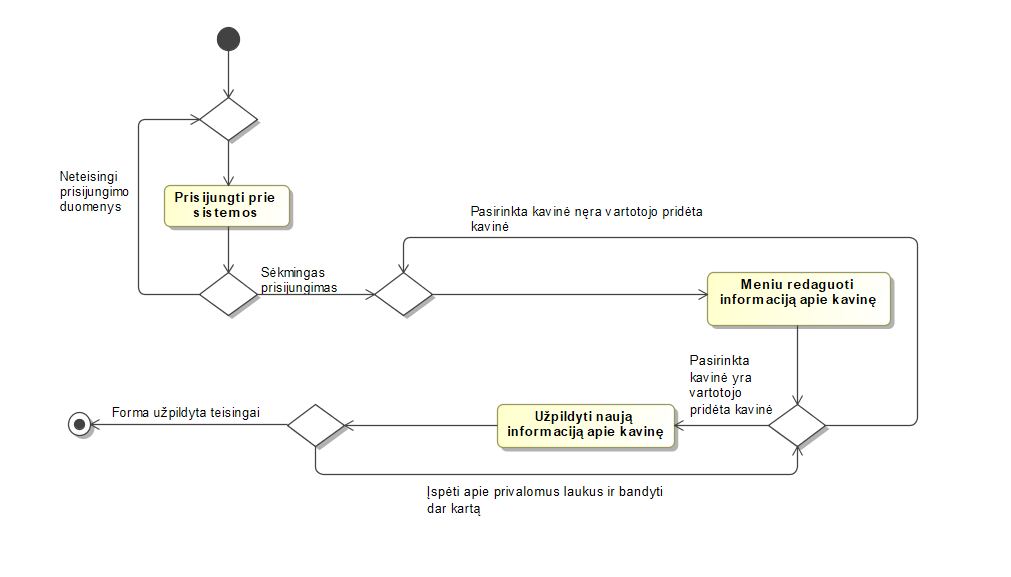 Neteisingi
prisijungimo
duomenys
Prisijungti prie
sistemos
Sėkmingas
prisijungimas
Pasirinkta kavinė nęra vartotojo pridėta
kavinė
Meniu redaguoti
informaciją apie kavinę
Pasirinkta
kavinė yra
vartotojo
pridėta kavinė
Užpildyti naują
informaciją apie kavinę
Forma užpildyta teisingai
Įspėti apie privalomus laukus ir bandyti
dar kartą